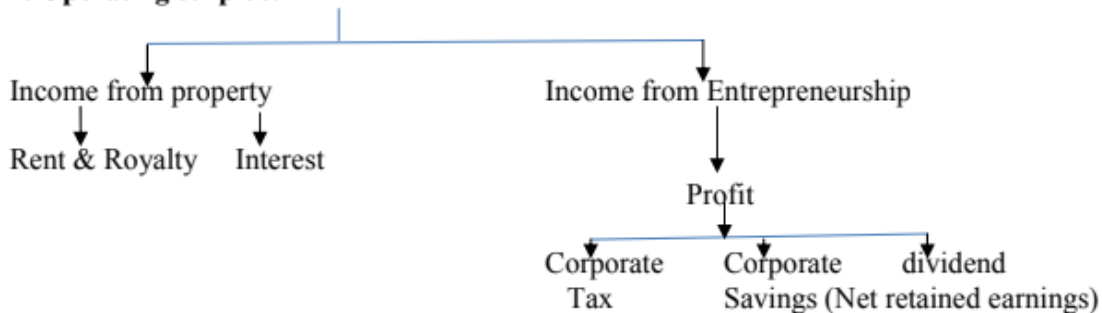 Income from property Income from Entrepreneurship
Rent & Royalty Interest
Profit
Corporate Corporate dividend
Tax Savings (Net retained earnings)